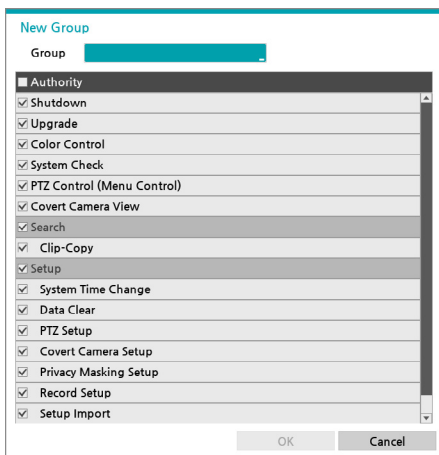 New Group
Group
Authority
Shutdown
Upgrade
Color Control
System Check
PTZ Control (Menu Control)
Covert Camera View
Search
Clip-Copy
Setup
System Time Change
Data Clear
PTZ Setup
Covert Camera Setup
Privacy Masking Setup
Record Setup
Setup Import
OK Cancel